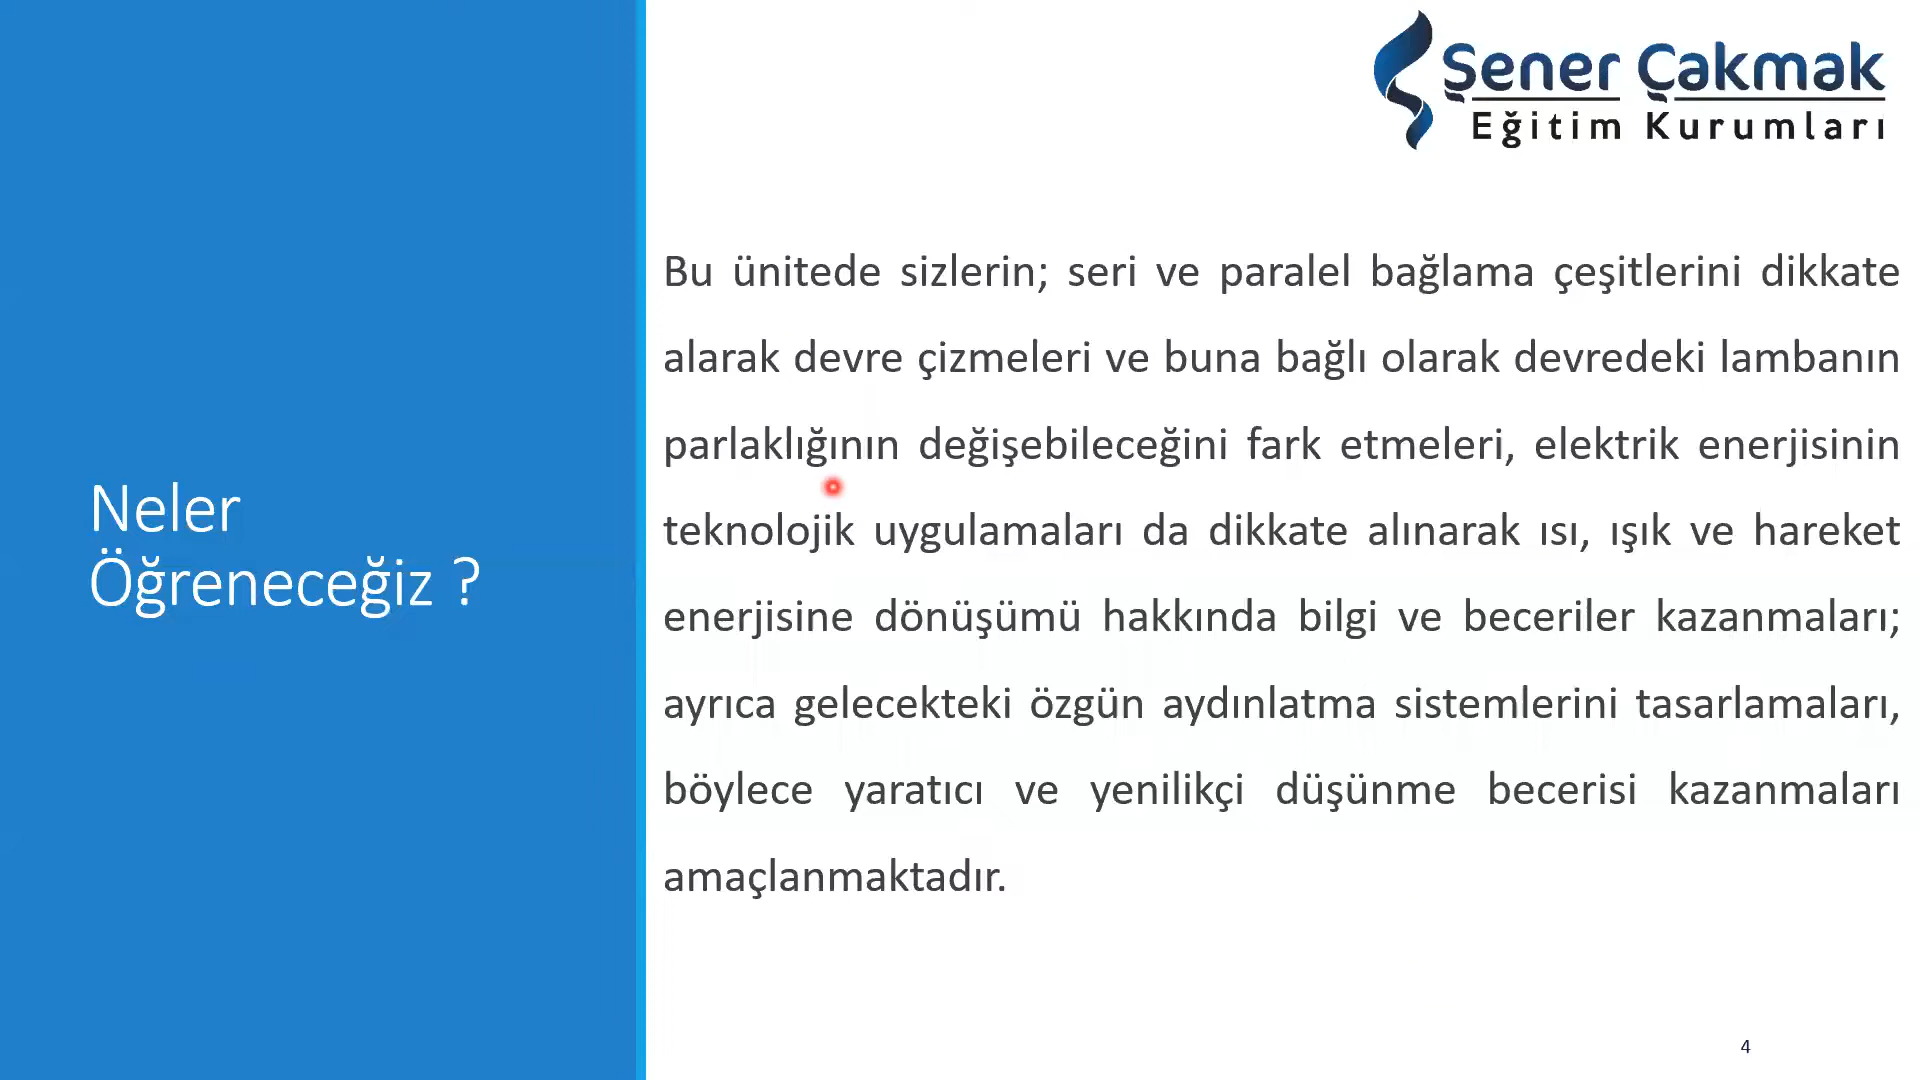 Şener Çakmak
Eğitim Kurumları
Neler
Öğreneceğiz ?
Bu ünitede sizlerin; seri ve paralel bağlama çeşitlerini dikkate
alarak devre çizmeleri ve buna bağlı olarak devredeki lambanın
parlaklığının değişebileceğini fark etmeleri, elektrik enerjisinin
teknolojik uygulamaları da dikkate alınarak ısı, ışık ve hareket
enerjisine dönüşümü hakkında bilgi ve beceriler kazanmaları;
ayrıca gelecekteki özgün aydınlatma sistemlerini tasarlamaları,
böylece yaratıcı ve yenilikçi düşünme becerisi kazanmaları
amaçlanmaktadır.
4